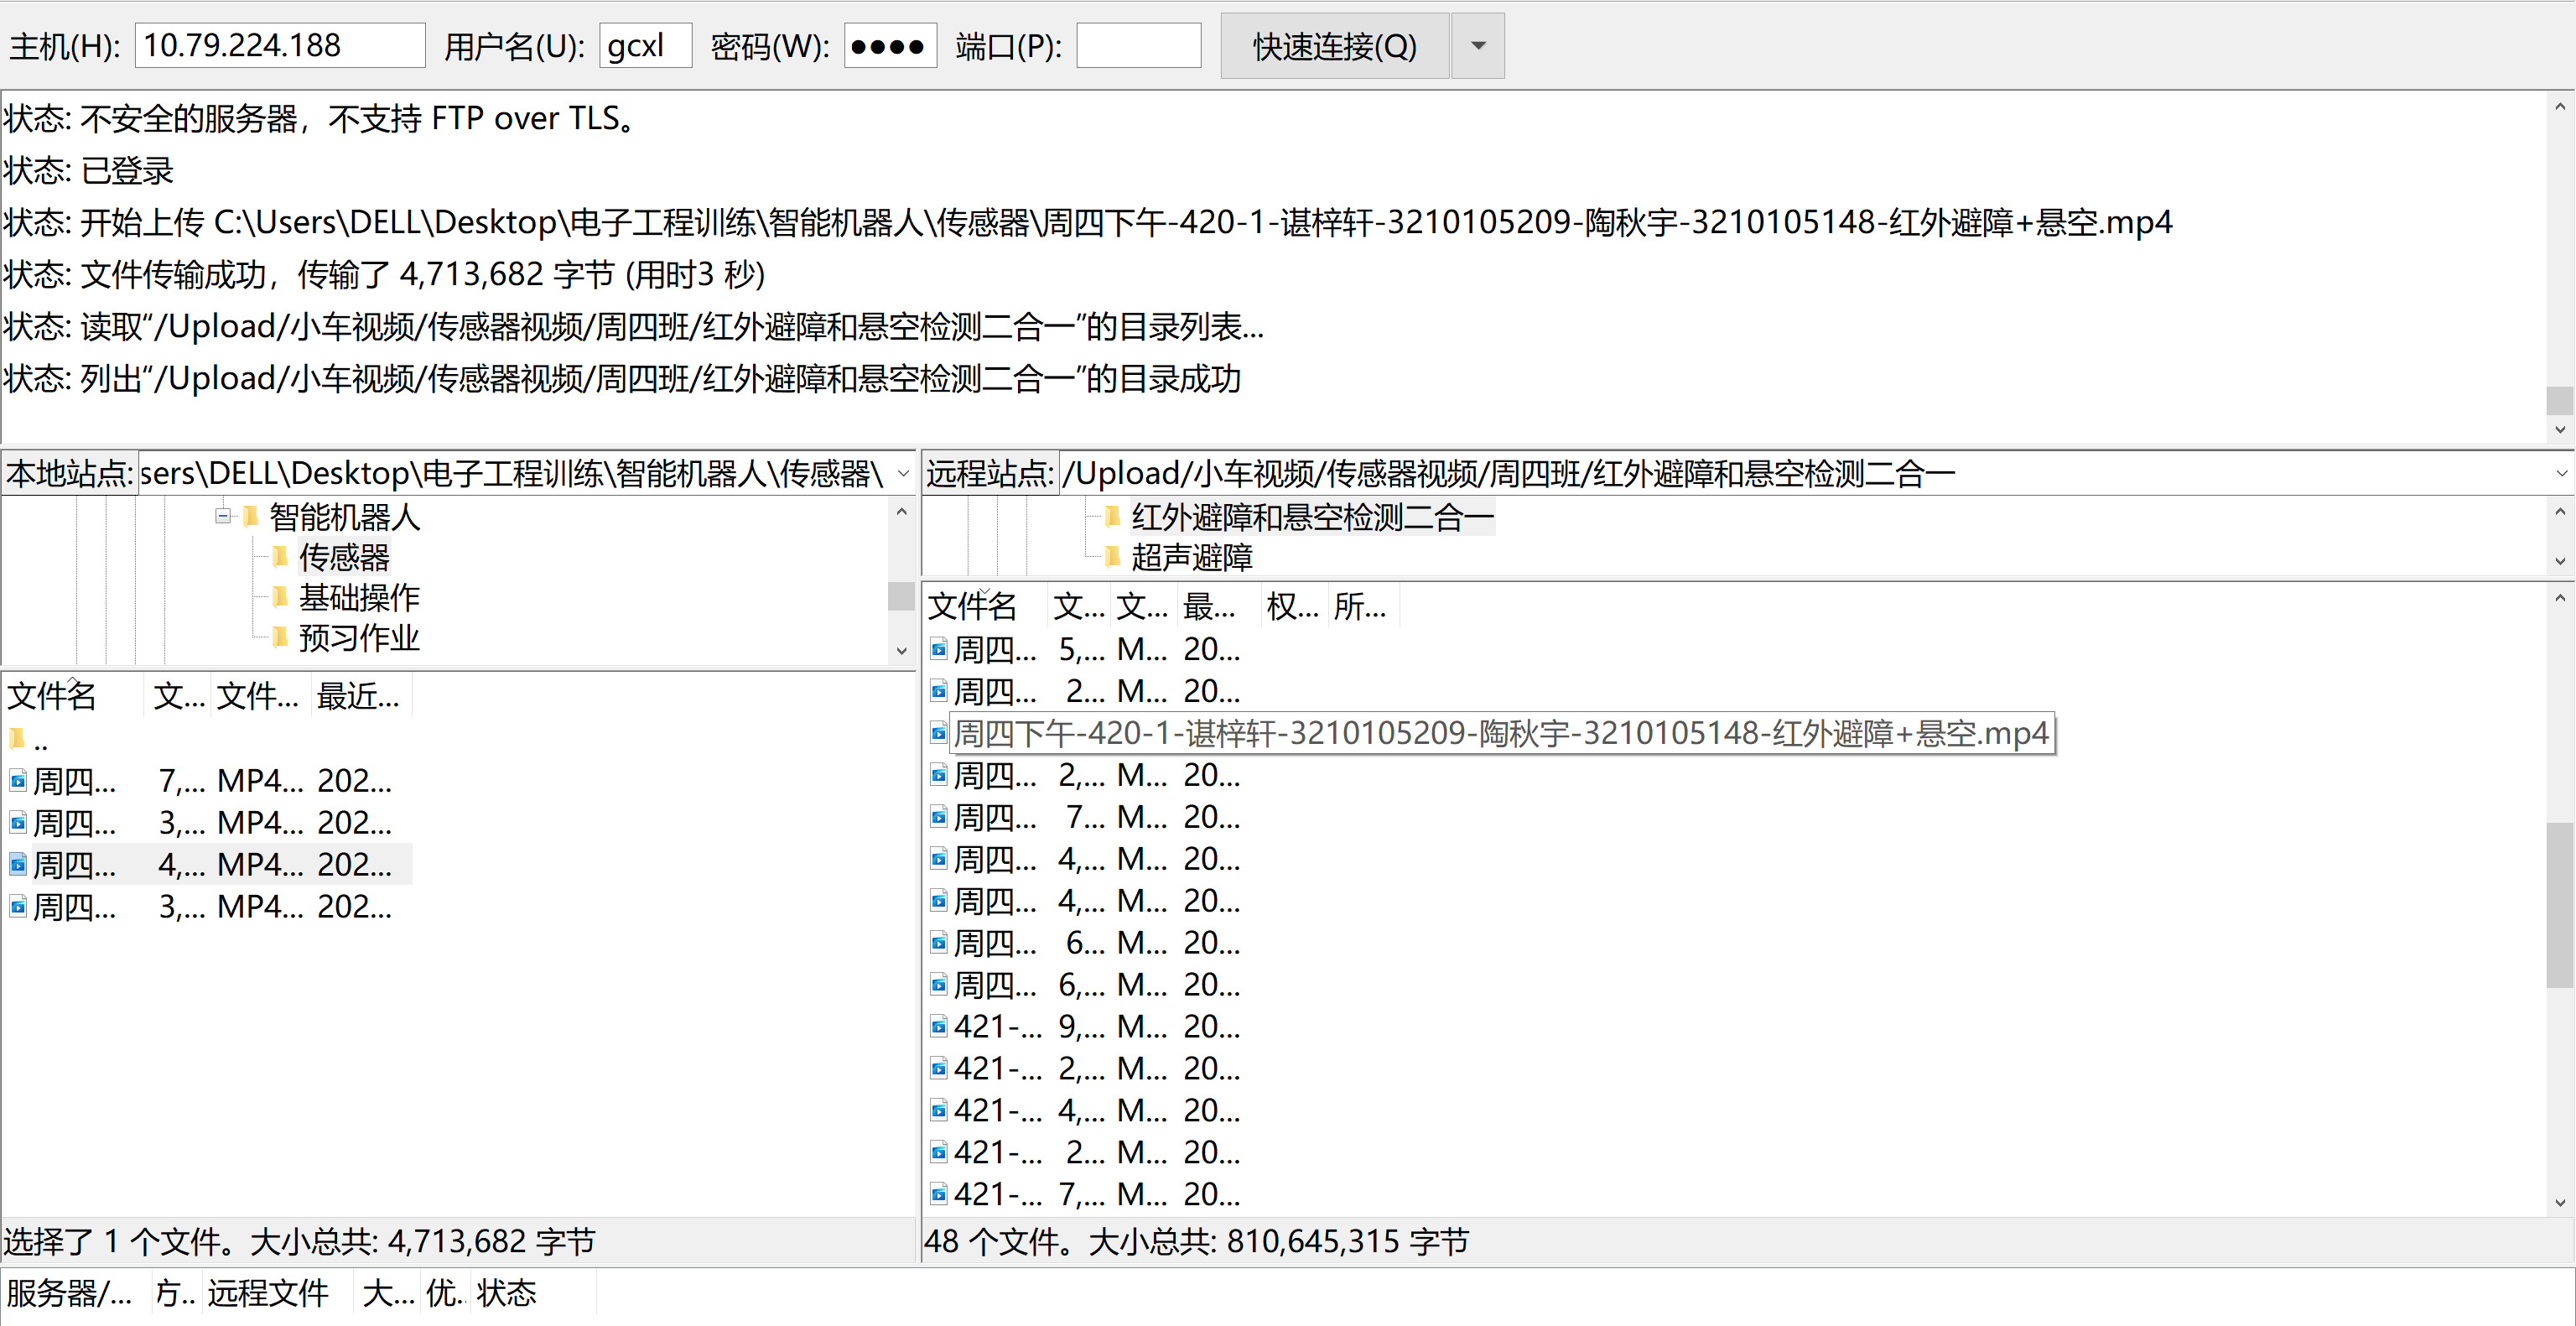 主机(H): 10.79.224.188 用户名(U): gcxl 密码(W): ●●●● 端口(P): 快速连接(Q)
状态: 不安全的服务器，不支持 FTP over TLS。
状态: 已登录
状态: 开始上传 C:\Users\DELL\Desktop\电子工程训练\智能机器人\传感器\周四下午-420-1-谌梓轩-3210105209-陶秋宇-3210105148-红外避障+悬空.mp4
状态: 文件传输成功，传输了 4,713,682 字节 (用时3 秒)
状态: 读取“/Upload/小车视频/传感器视频/周四班/红外避障和悬空检测二合一”的目录列表...
状态: 列出“/Upload/小车视频/传感器视频/周四班/红外避障和悬空检测二合一”的目录成功
本地站点: sers\DELL\Desktop\电子工程训练\智能机器人\传感器\
智能机器人
传感器
基础操作
预习作业
文件名 文... 文件... 最近...
..
周四... 7,... MP4... 202...
周四... 3,... MP4... 202...
周四... 4,... MP4... 202...
周四... 3,... MP4... 202...
选择了 1 个文件。大小总共: 4,713,682 字节
远程站点: /Upload/小车视频/传感器视频/周四班/红外避障和悬空检测二合一
红外避障和悬空检测二合一
超声避障
文件名 文... 文... 最... 权... 所...
周四... 5,... M... 20...
周四... 2... M... 20...
周四下午-420-1-谌梓轩-3210105209-陶秋宇-3210105148-红外避障+悬空.mp4
周四... 2,... M... 20...
周四... 7... M... 20...
周四... 4,... M... 20...
周四... 4,... M... 20...
周四... 6... M... 20...
周四... 6,... M... 20...
421-... 9,... M... 20...
421-... 2,... M... 20...
421-... 4,... M... 20...
421-... 2... M... 20...
421-... 7,... M... 20...
48 个文件。大小总共: 810,645,315 字节
服务器/... 方.. 远程文件 大... 优.. 状态